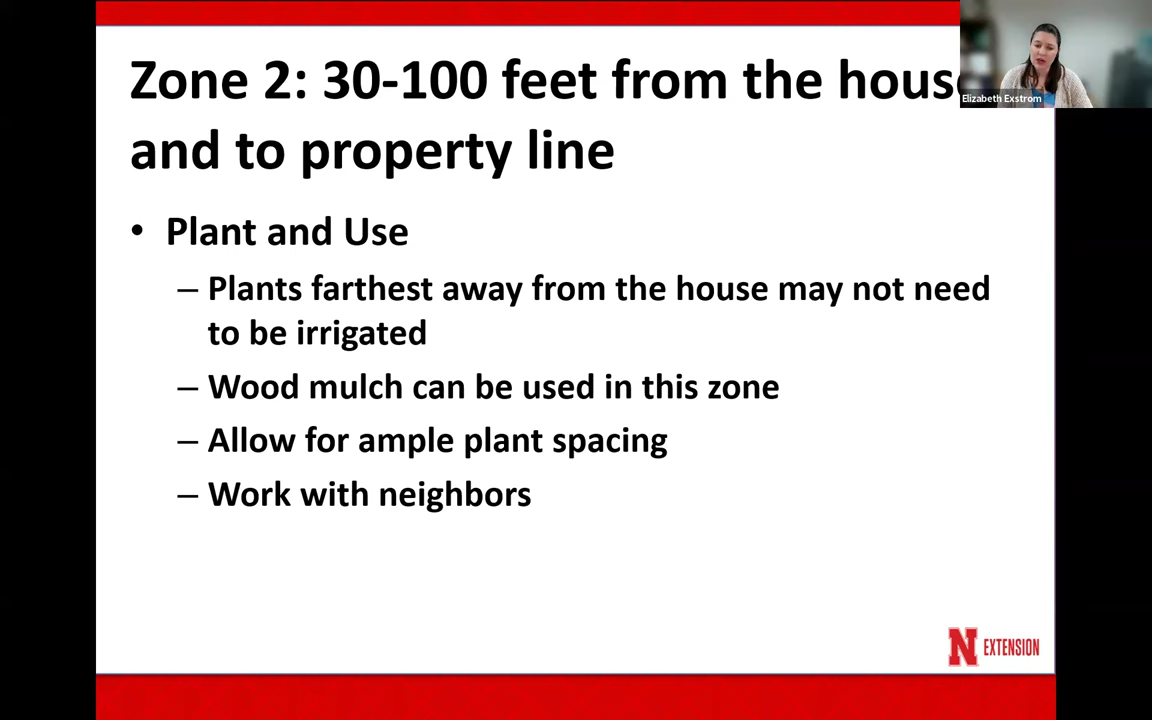 Zone 2: 30-100 feet from the hous
and to property line
• Plant and Use
– Plants farthest away from the house may not need
to be irrigated
– Wood mulch can be used in this zone
– Allow for ample plant spacing
– Work with neighbors
Elizabeth Exstrom
N EXTENSION